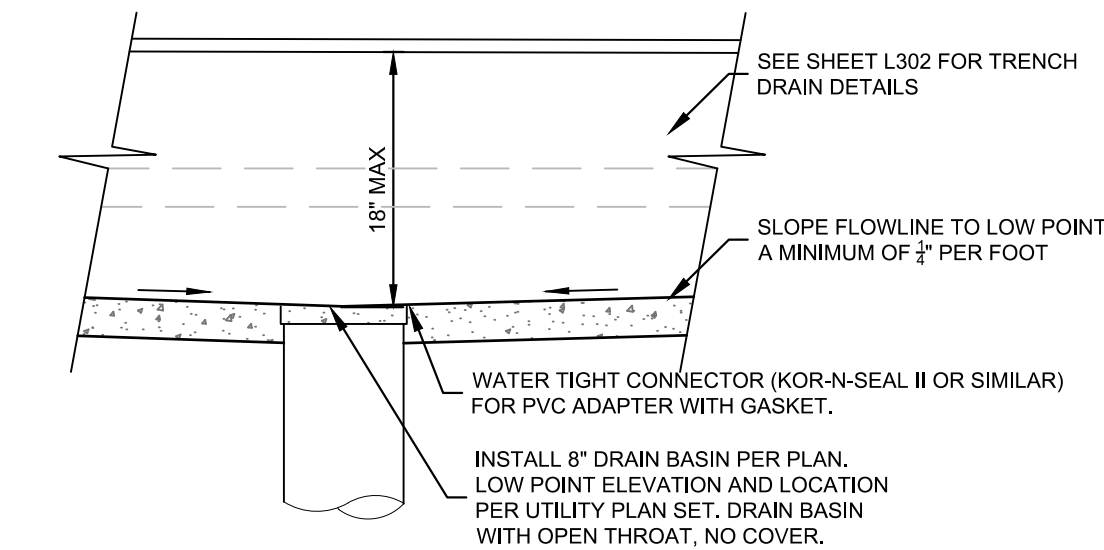 SEE SHEET L302 FOR TRENCH
DRAIN DETAILS
18" MAX
SLOPE FLOWLINE TO LOW POINT
A MINIMUM OF 1/4" PER FOOT
WATER TIGHT CONNECTOR (KOR-N-SEAL II OR SIMILAR)
FOR PVC ADAPTER WITH GASKET.
INSTALL 8" DRAIN BASIN PER PLAN.
LOW POINT ELEVATION AND LOCATION
PER UTILITY PLAN SET. DRAIN BASIN
WITH OPEN THROAT, NO COVER.